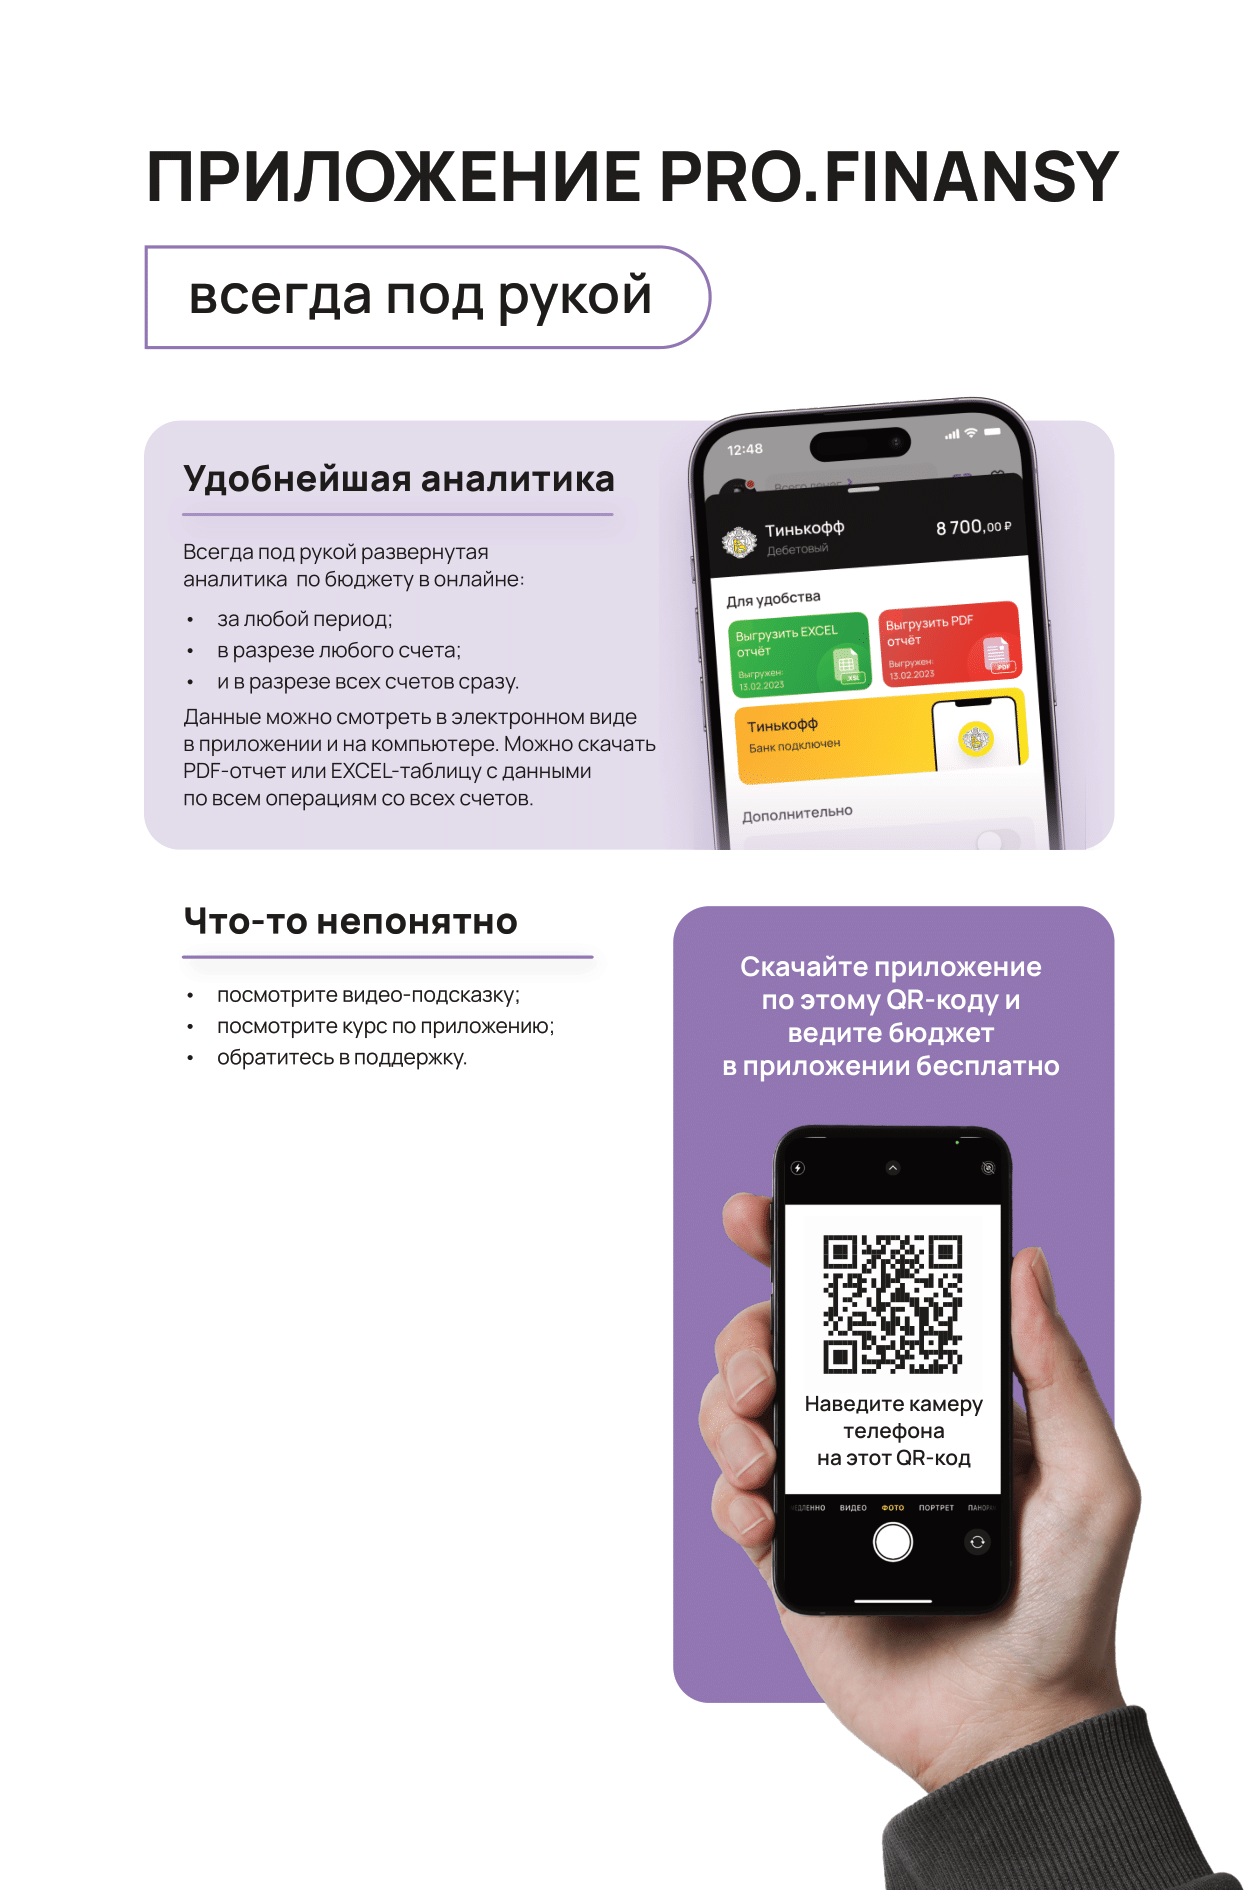 ПРИЛОЖЕНИЕ PRO.FINANSY
всегда под рукой
Удобнейшая аналитика
Всегда под рукой развернутая
аналитика по бюджету в онлайне:
• за любой период;
• в разрезе любого счета;
• и в разрезе всех счетов сразу.
Данные можно смотреть в электронном виде
в приложении и на компьютере. Можно скачать
PDF-отчет или EXCEL-таблицу с данными
по всем операциям со всех счетов.
12:48
Всего денег
Тинькофф
8 700,00 ₽
Дебетовый
Для удобства
Выгрузить EXCEL
отчёт
Выгружен:
13.02.2023
.XSL
Выгрузить PDF
отчёт
Выгружен:
13.02.2023
.PDF
Тинькофф
Банк подключен
Дополнительно
Что-то непонятно
• посмотрите видео-подсказку;
• посмотрите курс по приложению;
• обратитесь в поддержку.
Скачайте приложение
по этому QR-коду и
ведите бюджет
в приложении бесплатно
Наведите камеру
телефона
на этот QR-код
ВИДЕО ФОТО ПОРТРЕТ